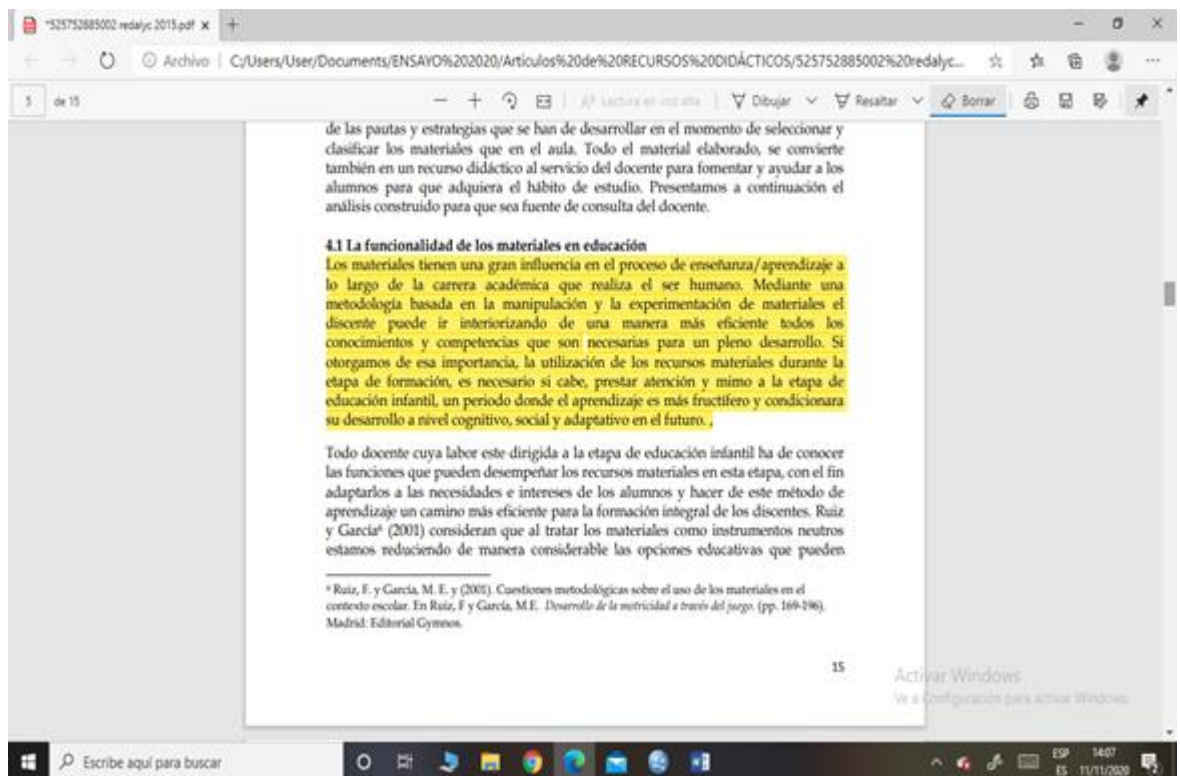 *525752885002 redalyc 2015.pdf
Archivo
C:/Users/User/Documents/ENSAYO%202020/Articulos%20de%20RECURSOS%20DIDÁCTICOS/525752885002%20redalyc...
5 de 15
Lectura en voz alta
Dibujar
Resaltar
Borrar
de las pautas y estrategias que se han de desarrollar en el momento de seleccionar y
clasificar los materiales que en el aula. Todo el material elaborado, se convierte
también en un recurso didáctico al servicio del docente para fomentar y ayudar a los
alumnos para que adquiera el hábito de estudio. Presentamos a continuación el
análisis construido para que sea fuente de consulta del docente.
4.1 La funcionalidad de los materiales en educación
Los materiales tienen una gran influencia en el proceso de enseñanza/aprendizaje a
lo largo de la carrera académica que realiza el ser humano. Mediante una
metodología basada en la manipulación y la experimentación de materiales el
discente puede ir interiorizando de una manera más eficiente todos los
conocimientos y competencias que son necesarias para un pleno desarrollo. Si
otorgamos de esa importancia, la utilización de los recursos materiales durante la
etapa de formación, es necesario si cabe, prestar atención y mimo a la etapa de
educación infantil, un periodo donde el aprendizaje es más fructífero y condicionara
su desarrollo a nivel cognitivo, social y adaptativo en el futuro. ,
Todo docente cuya labor este dirigida a la etapa de educación infantil ha de conocer
las funciones que pueden desempeñar los recursos materiales en esta etapa, con el fin
adaptarlos a las necesidades e intereses de los alumnos y hacer de este método de
aprendizaje un camino más eficiente para la formación integral de los discentes. Ruiz
y García⁶ (2001) consideran que al tratar los materiales como instrumentos neutros
estamos reduciendo de manera considerable las opciones educativas que pueden
⁶ Ruiz, F. y García, M. E. y (2001). Cuestiones metodológicas sobre el uso de los materiales en el
contexto escolar. En Ruiz, F y García, M.E. Desarrollo de la motricidad a través del juego. (pp. 169-196).
Madrid: Editorial Gymnos.
15
Activar Windows
Ve a Configuración para activar Windows.
Escribe aquí para buscar
ESP
ES
14:07
11/11/2020